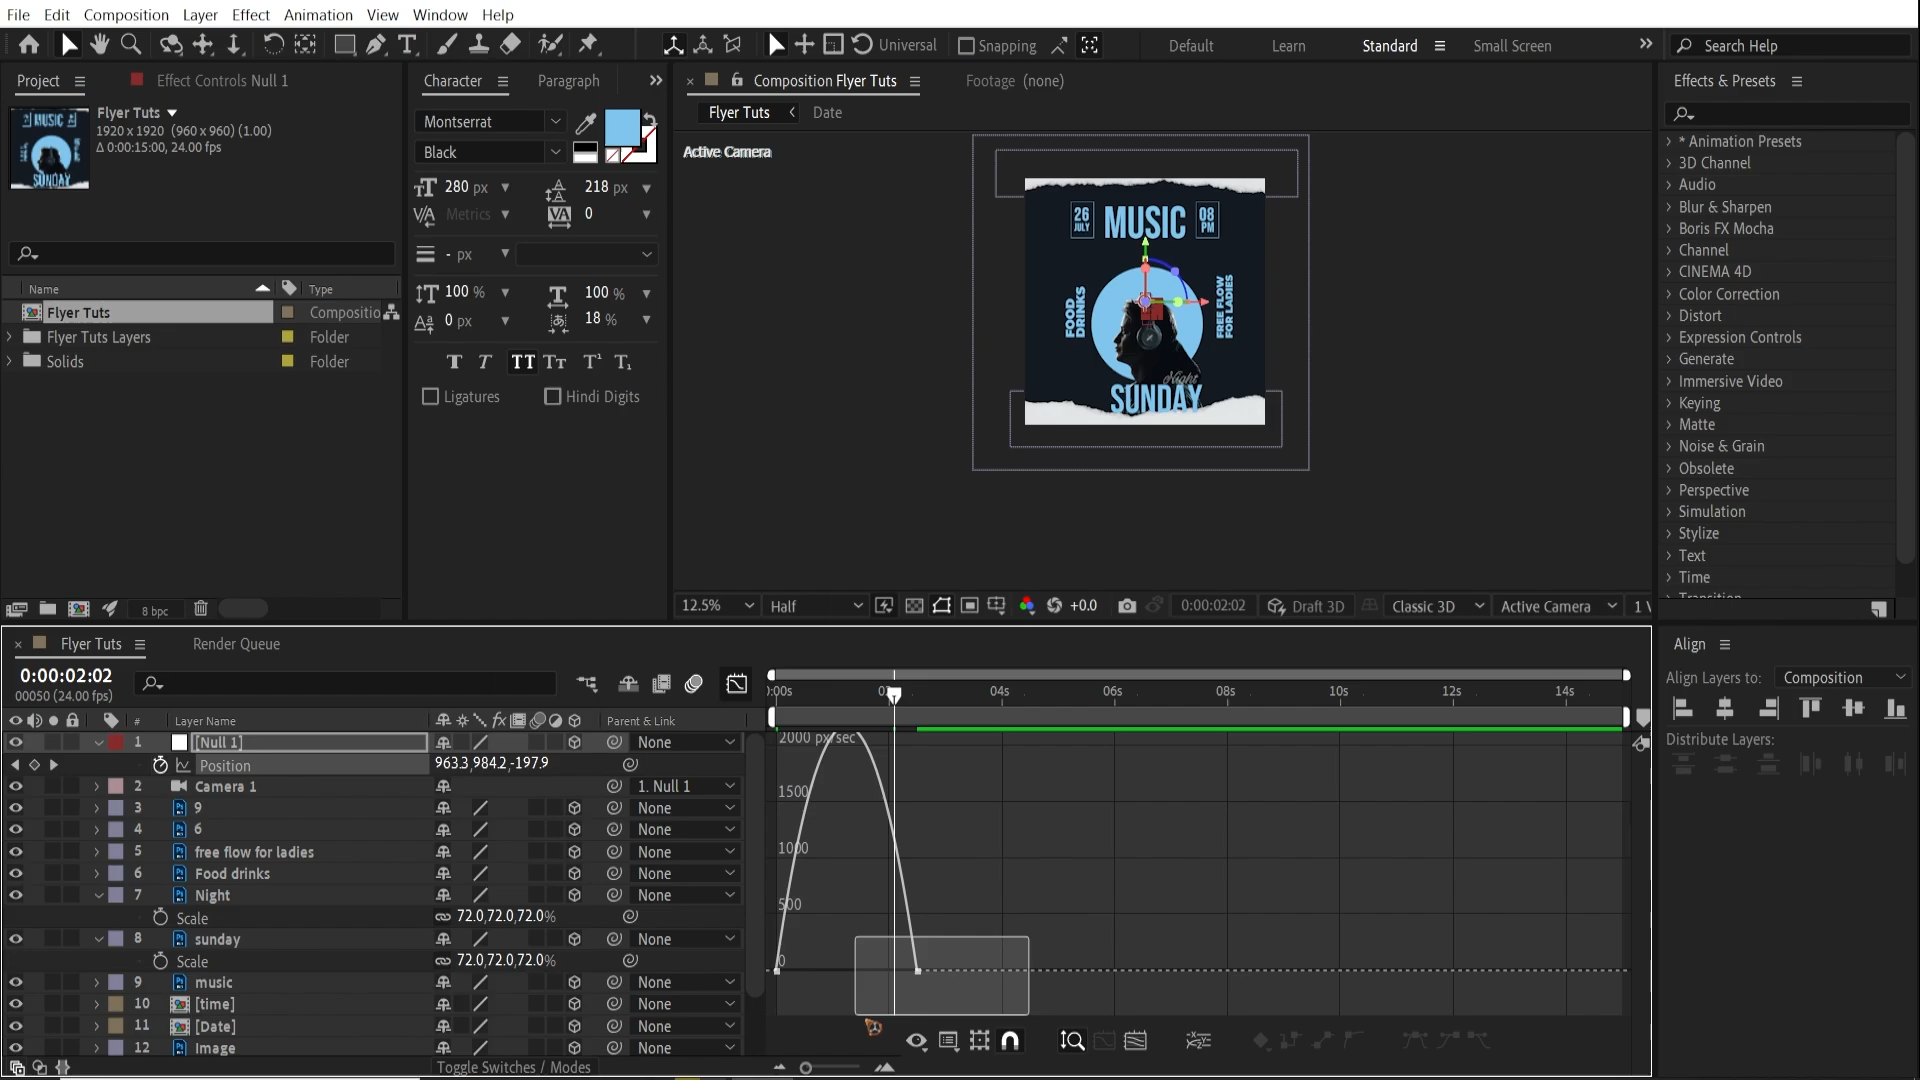 File Edit Composition Layer Effect Animation View Window Help
Universal Snapping Default Learn Standard Small Screen Search Help
Project Effect Controls Null 1
Flyer Tuts
1920 x 1920 (960 x 960) (1.00)
Δ 0:00:15:00, 24.00 fps
Name Type
Flyer Tuts Compositio
Flyer Tuts Layers Folder
Solids Folder
8 bpc
Character Paragraph
Montserrat
Black
280 px 218 px
Metrics 0
- px
100 % 100 %
0 px 18 %
Ligatures Hindi Digits
Composition Flyer Tuts Footage (none)
Flyer Tuts Date
Active Camera
26
JULY
MUSIC
08
PM
FOOD
DRINKS
FREE FLOW
FOR LADIES
Night
SUNDAY
12.5% Half +0.0 0:00:02:02 Draft 3D Classic 3D Active Camera 1 V
Effects & Presets
* Animation Presets
3D Channel
Audio
Blur & Sharpen
Boris FX Mocha
Channel
CINEMA 4D
Color Correction
Distort
Expression Controls
Generate
Immersive Video
Keying
Matte
Noise & Grain
Obsolete
Perspective
Simulation
Stylize
Text
Time
Transition
Flyer Tuts Render Queue
0:00:02:02
00050 (24.00 fps)
# Layer Name Parent & Link
1 [Null 1] None
Position 963.3,984.2,-197.9
2 Camera 1 1. Null 1
3 9 None
4 6 None
5 free flow for ladies None
6 Food drinks None
7 Night None
Scale 72.0,72.0,72.0%
8 sunday None
Scale 72.0,72.0,72.0%
9 music None
10 [time] None
11 [Date] None
12 Image None
Toggle Switches / Modes
04s 06s 08s 10s 12s 14s
2000 px/sec
1500
1000
500
0
Align
Align Layers to: Composition
Distribute Layers: